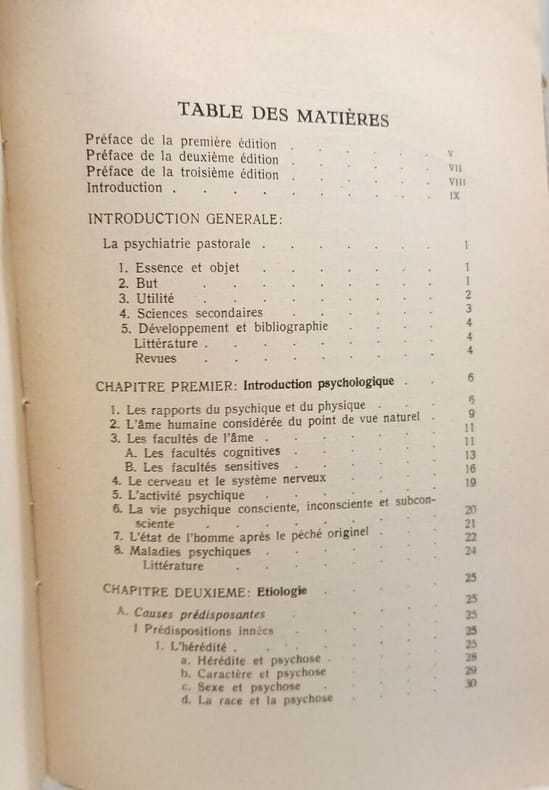 TABLE DES MATIÈRES
Préface de la première édition . . . . . V
Préface de la deuxième édition . . . . . VII
Préface de la troisième édition . . . . . VIII
Introduction . . . . . . . . IX
INTRODUCTION GENERALE:
La psychiatrie pastorale . . . . . . 1
1. Essence et objet . . . . . 1
2. But . . . . . . 1
3. Utilité . . . . . . 2
4. Sciences secondaires . . . . . 3
5. Développement et bibliographie . . . 4
Littérature . . . . . . 4
Revues . . . . . . 4
CHAPITRE PREMIER: Introduction psychologique . . 6
1. Les rapports du psychique et du physique . . . 6
2. L'âme humaine considérée du point de vue naturel . 9
3. Les facultés de l'âme . . . . . 11
A. Les facultés cognitives . . . . 11
B. Les facultés sensitives . . . . 13
4. Le cerveau et le système nerveux . . . 16
5. L'activité psychique . . . . . 19
6. La vie psychique consciente, inconsciente et subcon-
sciente . . . . . . 20
7. L'état de l'homme après le péché originel . . 21
8. Maladies psychiques . . . . . 22
Littérature . . . . . 24
CHAPITRE DEUXIEME: Etiologie . . . . 25
A. Causes prédisposantes . . . . 25
I Prédispositions innées . . . . 25
1. L'hérédité . . . . . . 25
a. Hérédite et psychose . . . . 25
b. Caractère et psychose . . . . 28
c. Sexe et psychose . . . . 29
d. La race et la psychose . . . 30